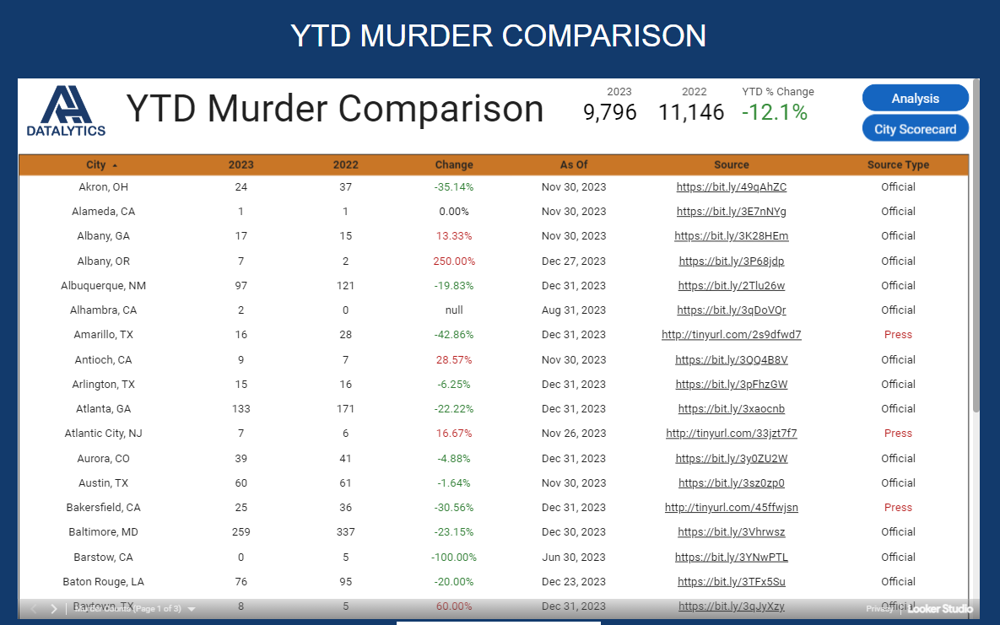 YTD MURDER COMPARISON
DATALYTICS
YTD Murder Comparison
2023 2022 YTD % Change
9,796 11,146 -12.1%
Analysis
City Scorecard
City 2023 2022 Change As Of Source Source Type
Akron, OH 24 37 -35.14% Nov 30, 2023 https://bit.ly/49qAhZC Official
Alameda, CA 1 1 0.00% Nov 30, 2023 https://bit.ly/3E7nNYg Official
Albany, GA 17 15 13.33% Nov 30, 2023 https://bit.ly/3K28HEm Official
Albany, OR 7 2 250.00% Dec 27, 2023 https://bit.ly/3P68jdp Official
Albuquerque, NM 97 121 -19.83% Dec 31, 2023 https://bit.ly/2Tlu26w Official
Alhambra, CA 2 0 null Aug 31, 2023 https://bit.ly/3qDoVQr Official
Amarillo, TX 16 28 -42.86% Dec 31, 2023 http://tinyurl.com/2s9dfwd7 Press
Antioch, CA 9 7 28.57% Nov 30, 2023 https://bit.ly/3QQ4B8V Official
Arlington, TX 15 16 -6.25% Dec 31, 2023 https://bit.ly/3pFhzGW Official
Atlanta, GA 133 171 -22.22% Dec 31, 2023 https://bit.ly/3xaocnb Official
Atlantic City, NJ 7 6 16.67% Nov 26, 2023 http://tinyurl.com/33jzt7f7 Press
Aurora, CO 39 41 -4.88% Dec 31, 2023 https://bit.ly/3y0ZU2W Official
Austin, TX 60 61 -1.64% Nov 30, 2023 https://bit.ly/3sz0zp0 Official
Bakersfield, CA 25 36 -30.56% Dec 31, 2023 http://tinyurl.com/45ffwjsn Press
Baltimore, MD 259 337 -23.15% Dec 30, 2023 https://bit.ly/3Vhrwsz Official
Barstow, CA 0 5 -100.00% Jun 30, 2023 https://bit.ly/3YNwPTL Official
Baton Rouge, LA 76 95 -20.00% Dec 23, 2023 https://bit.ly/3TFx5Su Official
Baytown, TX 8 5 60.00% Dec 31, 2023 https://bit.ly/3qJyXzy Official
Murder Counts (Page 1 of 3) Privacy Looker Studio